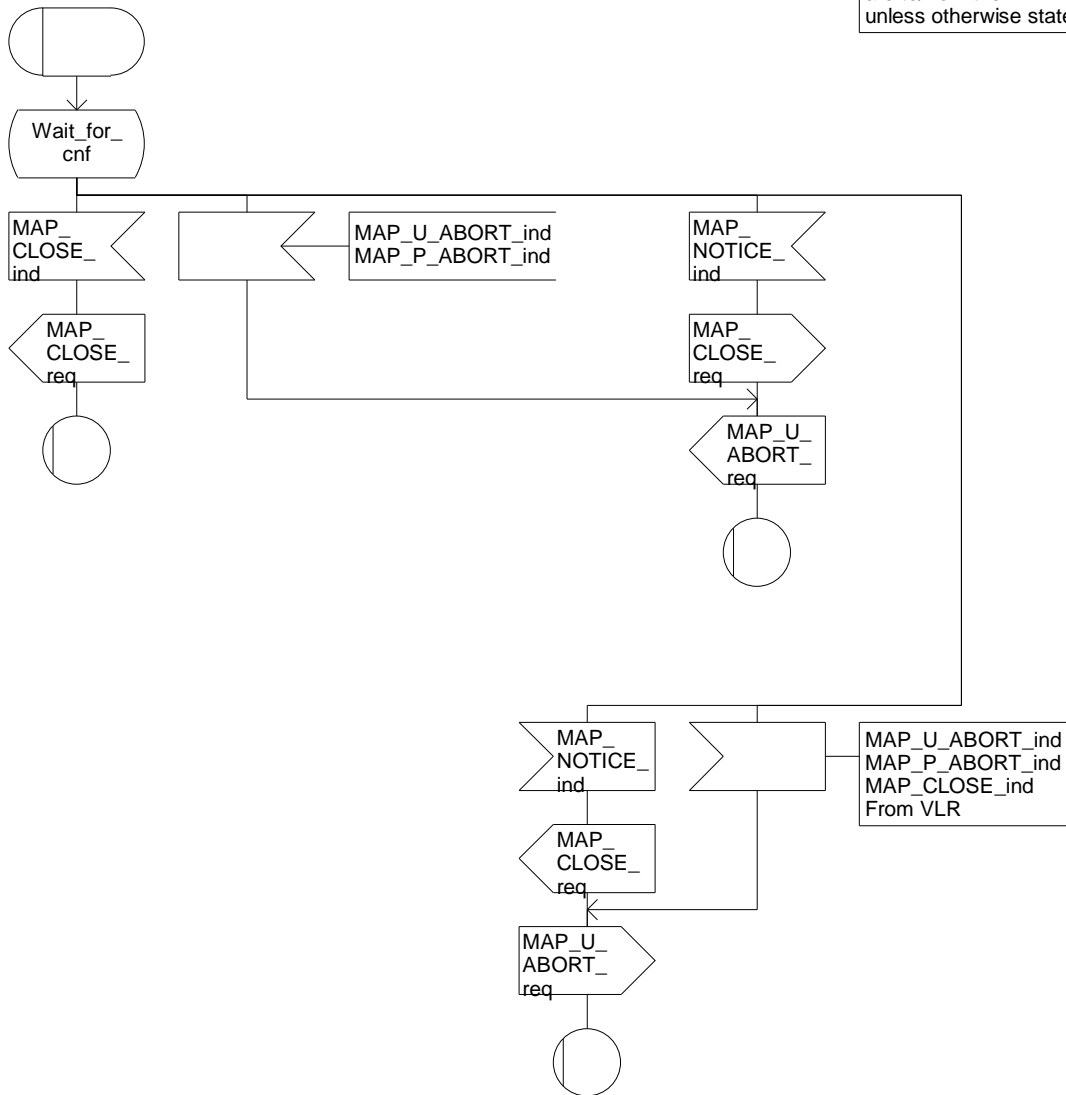 unless otherwise state
Wait_for_
cnf
MAP_
CLOSE_
ind
MAP_U_ABORT_ind
MAP_P_ABORT_ind
MAP_
NOTICE_
ind
MAP_
CLOSE_
req
MAP_
CLOSE_
req
MAP_U_
ABORT_
req
MAP_
NOTICE_
ind
MAP_U_ABORT_ind
MAP_P_ABORT_ind
MAP_CLOSE_ind
From VLR
MAP_
CLOSE_
req
MAP_U_
ABORT_
req